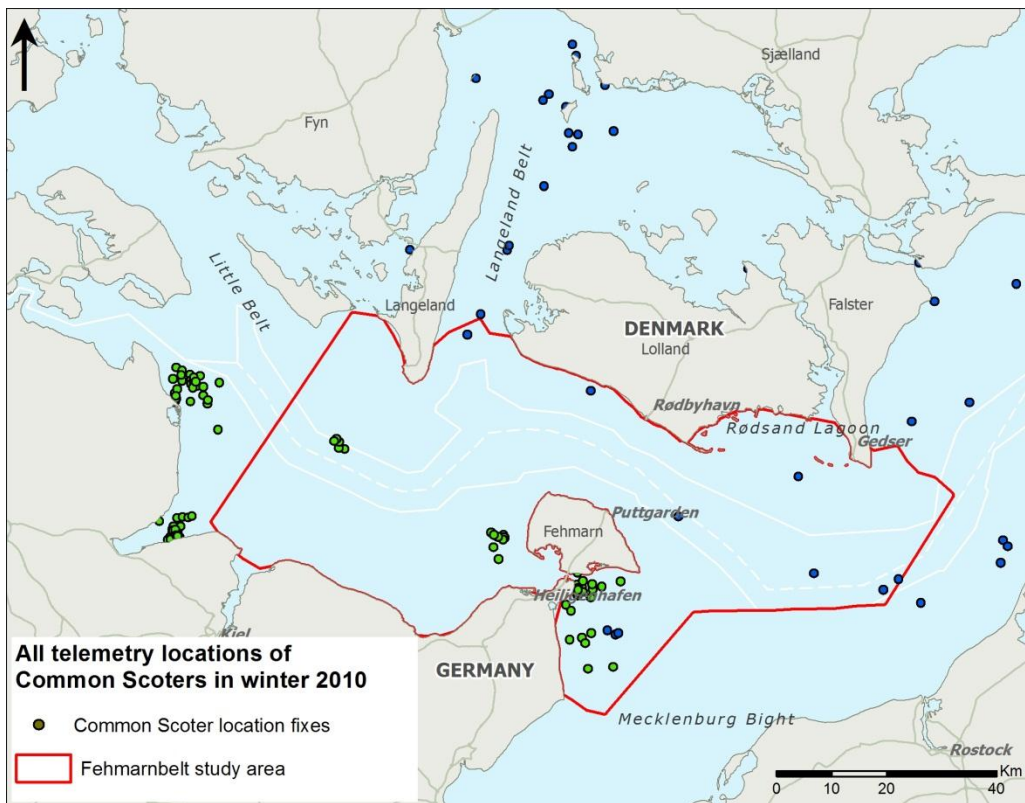 Sjælland
Fyn
Langeland Belt
Little Belt
Langeland
Falster
DENMARK
Lolland
Rødbyhavn
Rødsand Lagoon
Gedser
Puttgarden
Fehmarn
Heiligenhafen
Kiel
GERMANY
Mecklenburg Bight
Rostock
All telemetry locations of
Common Scoters in winter 2010
Common Scoter location fixes
Fehmarnbelt study area
Km
0 10 20 40